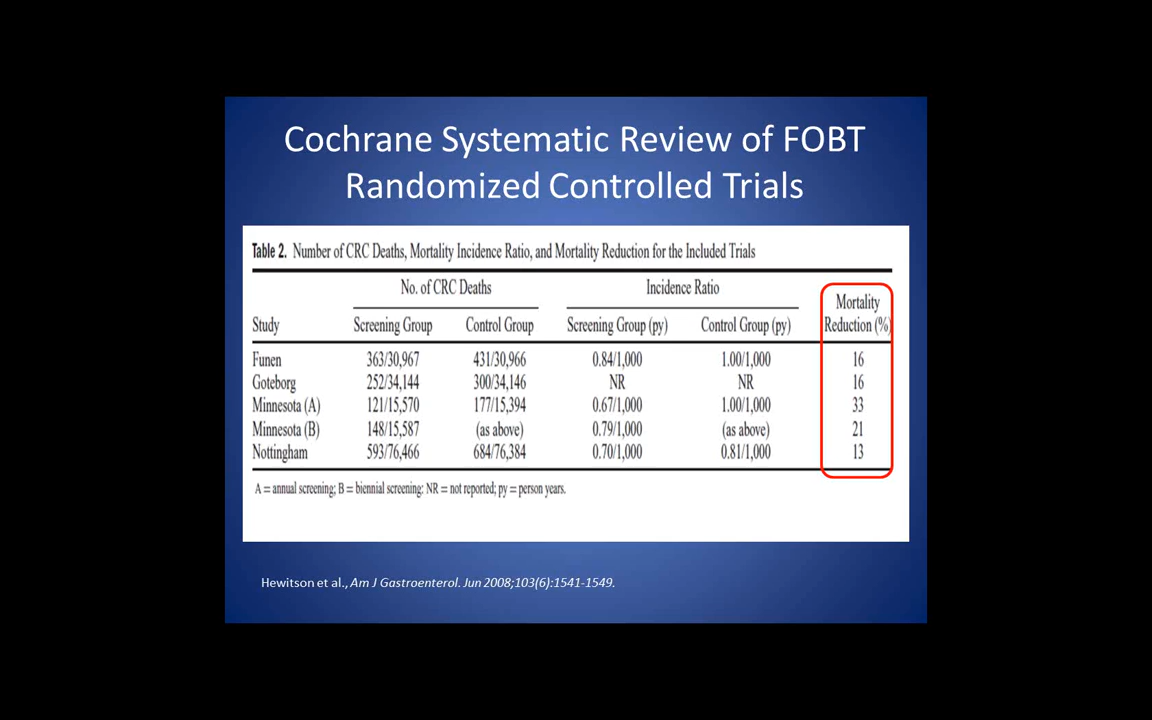 Cochrane Systematic Review of FOBT
Randomized Controlled Trials
Table 2. Number of CRC Deaths, Mortality Incidence Ratio, and Mortality Reduction for the Included Trials
No. of CRC Deaths Incidence Ratio Mortality
Study Screening Group Control Group Screening Group (py) Control Group (py) Reduction (%)
Funen 363/30,967 431/30,966 0.84/1,000 1.00/1,000 16
Goteborg 252/34,144 300/34,146 NR NR 16
Minnesota (A) 121/15,570 177/15,394 0.67/1,000 1.00/1,000 33
Minnesota (B) 148/15,587 (as above) 0.79/1,000 (as above) 21
Nottingham 593/76,466 684/76,384 0.70/1,000 0.81/1,000 13
A = annual screening; B = biennial screening: NR = not reported; py = person years.
Hewitson et al., Am J Gastroenterol. Jun 2008;103(6):1541-1549.